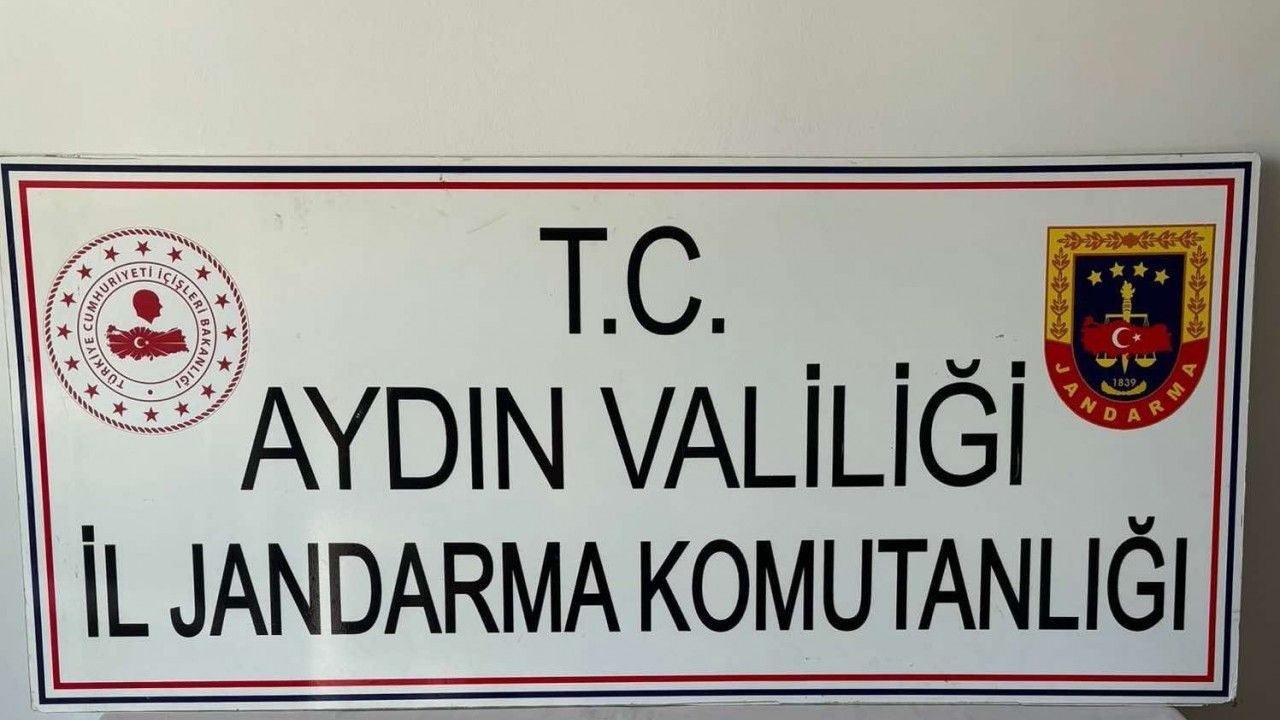 T.C.
AYDIN VALİLİĞİ
İL JANDARMA KOMUTANLIĞI
TÜRKİYE CUMHURİYETİ İÇİŞLERİ BAKANLIĞI
1839
JANDARMA